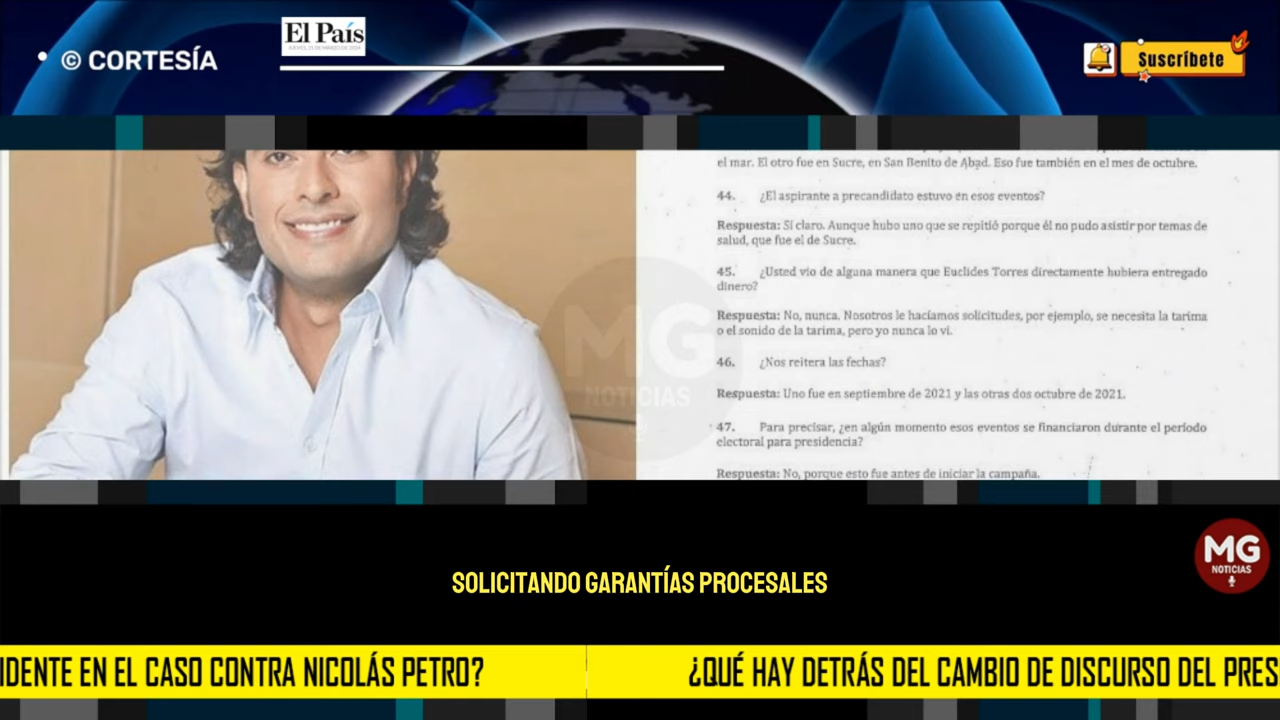 © CORTESÍA
El País
Suscríbete
el mar. El otro fue en Sucre, en San Benito de Abad. Eso fue también en el mes de octubre.
44. ¿El aspirante a precandidato estuvo en esos eventos?
Respuesta: Sí claro. Aunque hubo uno que se repitió porque él no pudo asistir por temas de
salud, que fue el de Sucre.
45. ¿Usted vio de alguna manera que Euclides Torres directamente hubiera entregado
dinero?
Respuesta: No, nunca. Nosotros le hacíamos solicitudes, por ejemplo, se necesita la tarima
o el sonido de la tarima, pero yo nunca lo vi.
46. ¿Nos reitera las fechas?
Respuesta: Uno fue en septiembre de 2021 y las otras dos octubre de 2021.
47. Para precisar, ¿en algún momento esos eventos se financiaron durante el periodo
electoral para presidencia?
Respuesta: No, porque esto fue antes de iniciar la campaña.
MG
NOTICIAS
MG
NOTICIAS
SOLICITANDO GARANTÍAS PROCESALES
IDENTE EN EL CASO CONTRA NICOLÁS PETRO? ¿QUÉ HAY DETRÁS DEL CAMBIO DE DISCURSO DEL PRES